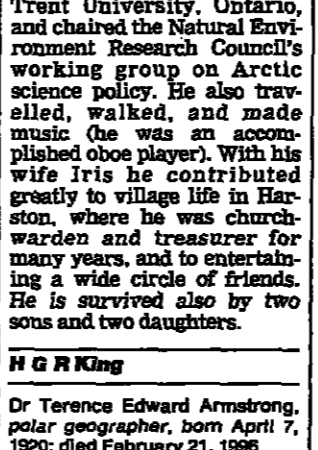 Trent University, Ontario,
and chaired the Natural Envi-
ronment Research Council's
working group on Arctic
science policy. He also trav-
elled, walked, and made
music (he was an accom-
plished oboe player). With his
wife Iris he contributed
greatly to village life in Har-
ston, where he was church-
warden and treasurer for
many years, and to entertain-
ing a wide circle of friends.
He is survived also by two
sons and two daughters.
H G R King
Dr Terence Edward Armstrong,
polar geographer, born April 7,
1920; died February 21, 1996